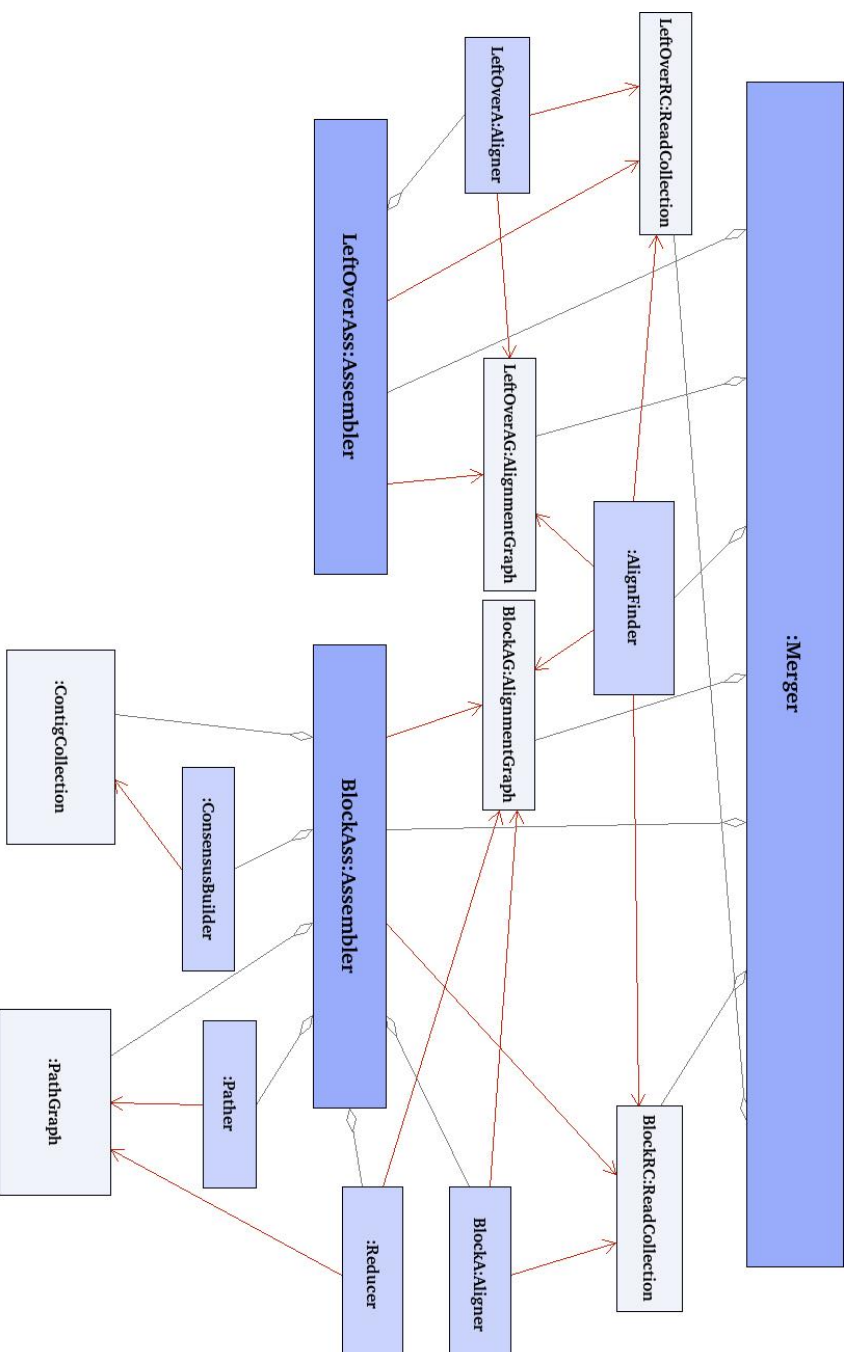 :Merger
LeftOverRC:ReadCollection
BlockRC:ReadCollection
:AlignFinder
LeftOverA:Aligner
LeftOverAG:AlignmentGraph
BlockAG:AlignmentGraph
BlockA:Aligner
LeftOverAss:Assembler
BlockAss:Assembler
:Reducer
:ConsensusBuilder
:Pather
:ContigCollection
:PathGraph